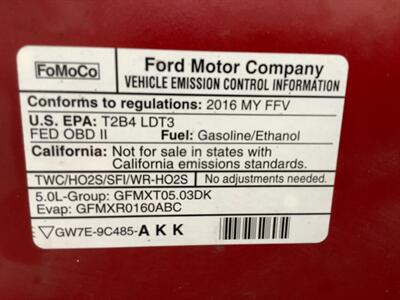 FoMoCo
Ford Motor Company
VEHICLE EMISSION CONTROL INFORMATION
Conforms to regulations: 2016 MY FFV
U.S. EPA: T2B4 LDT3
FED OBD II Fuel: Gasoline/Ethanol
California: Not for sale in states with
California emissions standards.
TWC/HO2S/SFI/WR-HO2S No adjustments needed.
5.0L-Group: GFMXT05.03DK
Evap: GFMXR0160ABC
GW7E-9C485-AKK